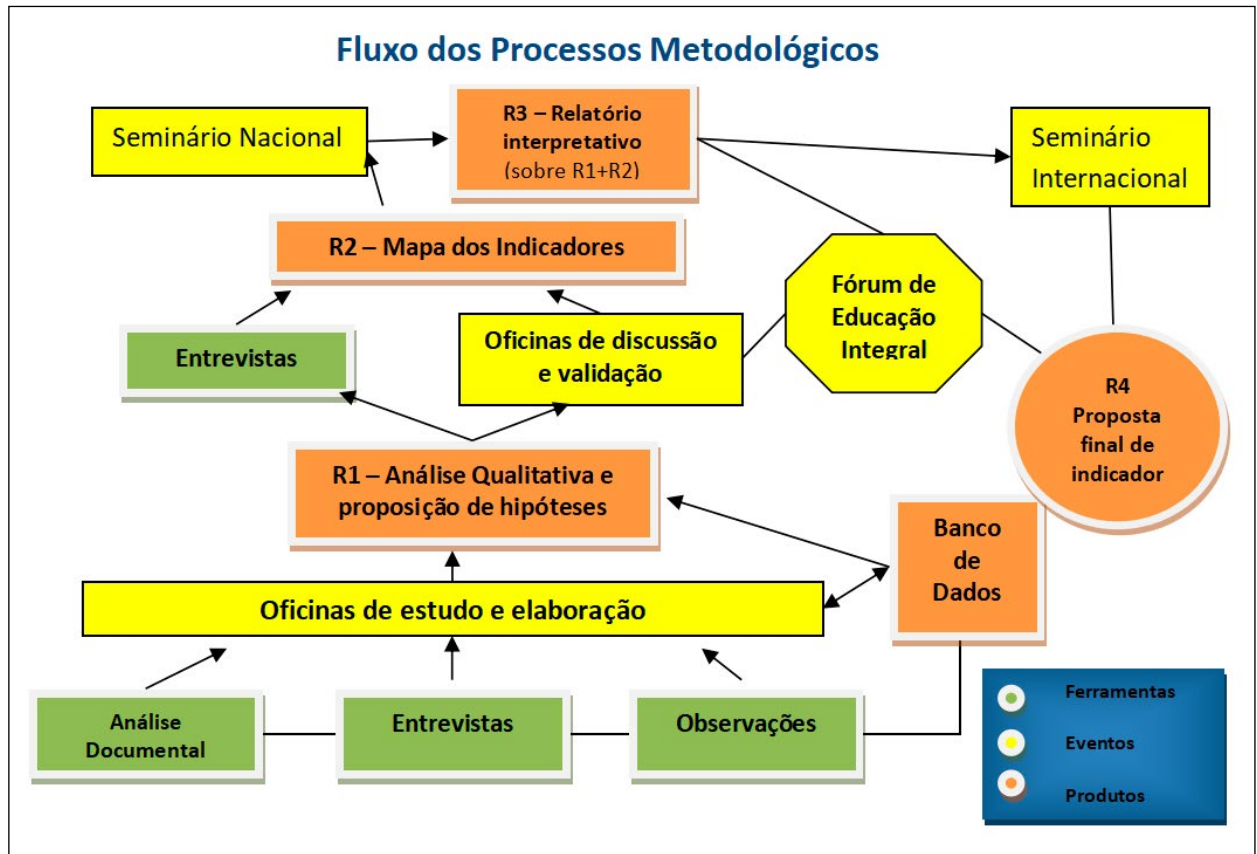 Fluxo dos Processos Metodológicos
Seminário Nacional
R3 – Relatório
interpretativo
(sobre R1+R2)
Seminário
Internacional
R2 – Mapa dos Indicadores
Fórum de
Educação
Integral
Entrevistas
Oficinas de discussão
e validação
R4
Proposta
final de
indicador
R1 – Análise Qualitativa e
proposição de hipóteses
Banco
de
Dados
Oficinas de estudo e elaboração
Análise
Documental
Entrevistas
Observações
Ferramentas
Eventos
Produtos